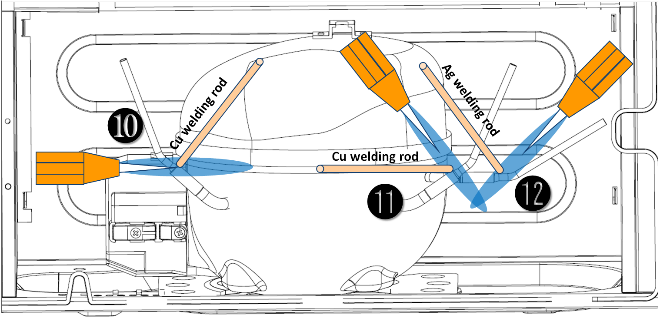 10
Cu welding rod
Ag welding rod
Cu welding rod
11
12